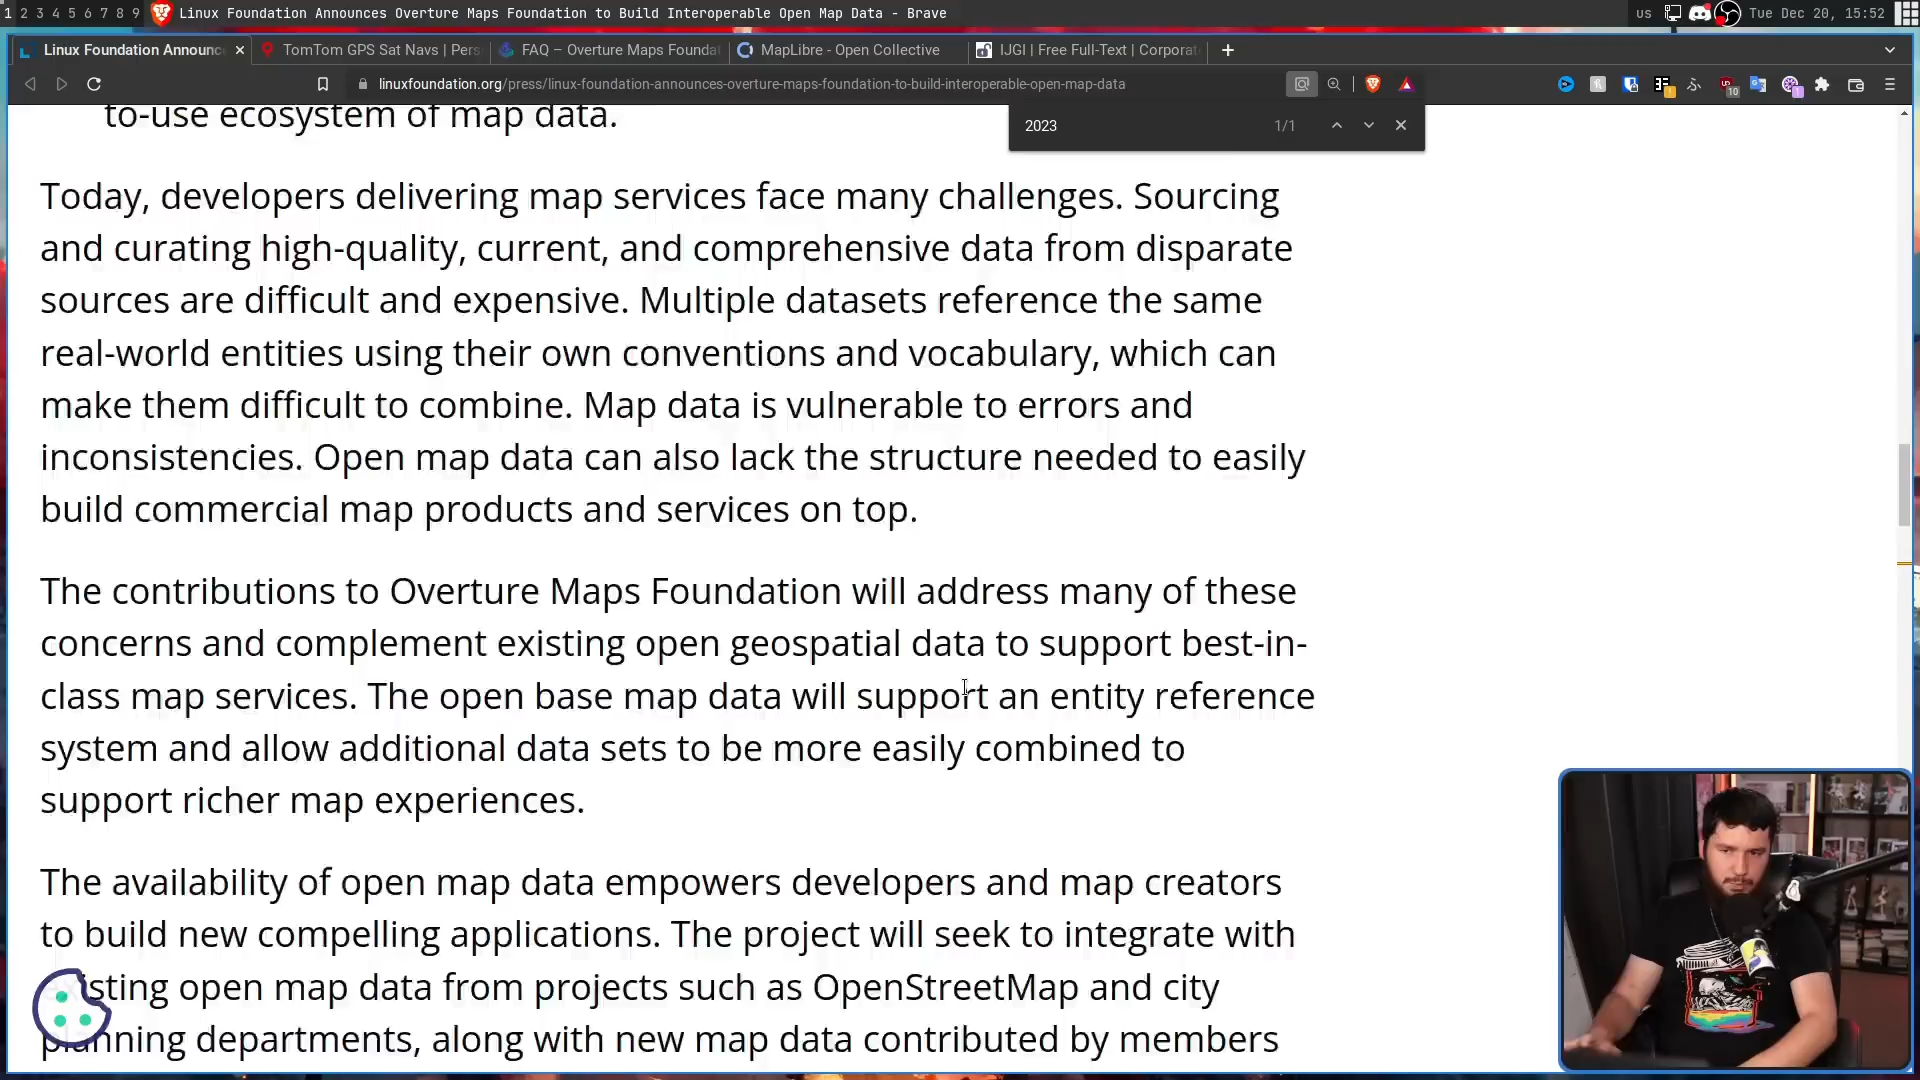 1 2 3 4 5 6 7 8 9 Linux Foundation Announces Overture Maps Foundation to Build Interoperable Open Map Data - Brave
us Tue Dec 20, 15:52
Linux Foundation Announc
TomTom GPS Sat Navs | Pers
FAQ – Overture Maps Foundat
MapLibre - Open Collective
IJGI | Free Full-Text | Corporat
linuxfoundation.org/press/linux-foundation-announces-overture-maps-foundation-to-build-interoperable-open-map-data
2023 1/1
to-use ecosystem of map data.
Today, developers delivering map services face many challenges. Sourcing
and curating high-quality, current, and comprehensive data from disparate
sources are difficult and expensive. Multiple datasets reference the same
real-world entities using their own conventions and vocabulary, which can
make them difficult to combine. Map data is vulnerable to errors and
inconsistencies. Open map data can also lack the structure needed to easily
build commercial map products and services on top.
The contributions to Overture Maps Foundation will address many of these
concerns and complement existing open geospatial data to support best-in-
class map services. The open base map data will support an entity reference
system and allow additional data sets to be more easily combined to
support richer map experiences.
The availability of open map data empowers developers and map creators
to build new compelling applications. The project will seek to integrate with
existing open map data from projects such as OpenStreetMap and city
planning departments, along with new map data contributed by members